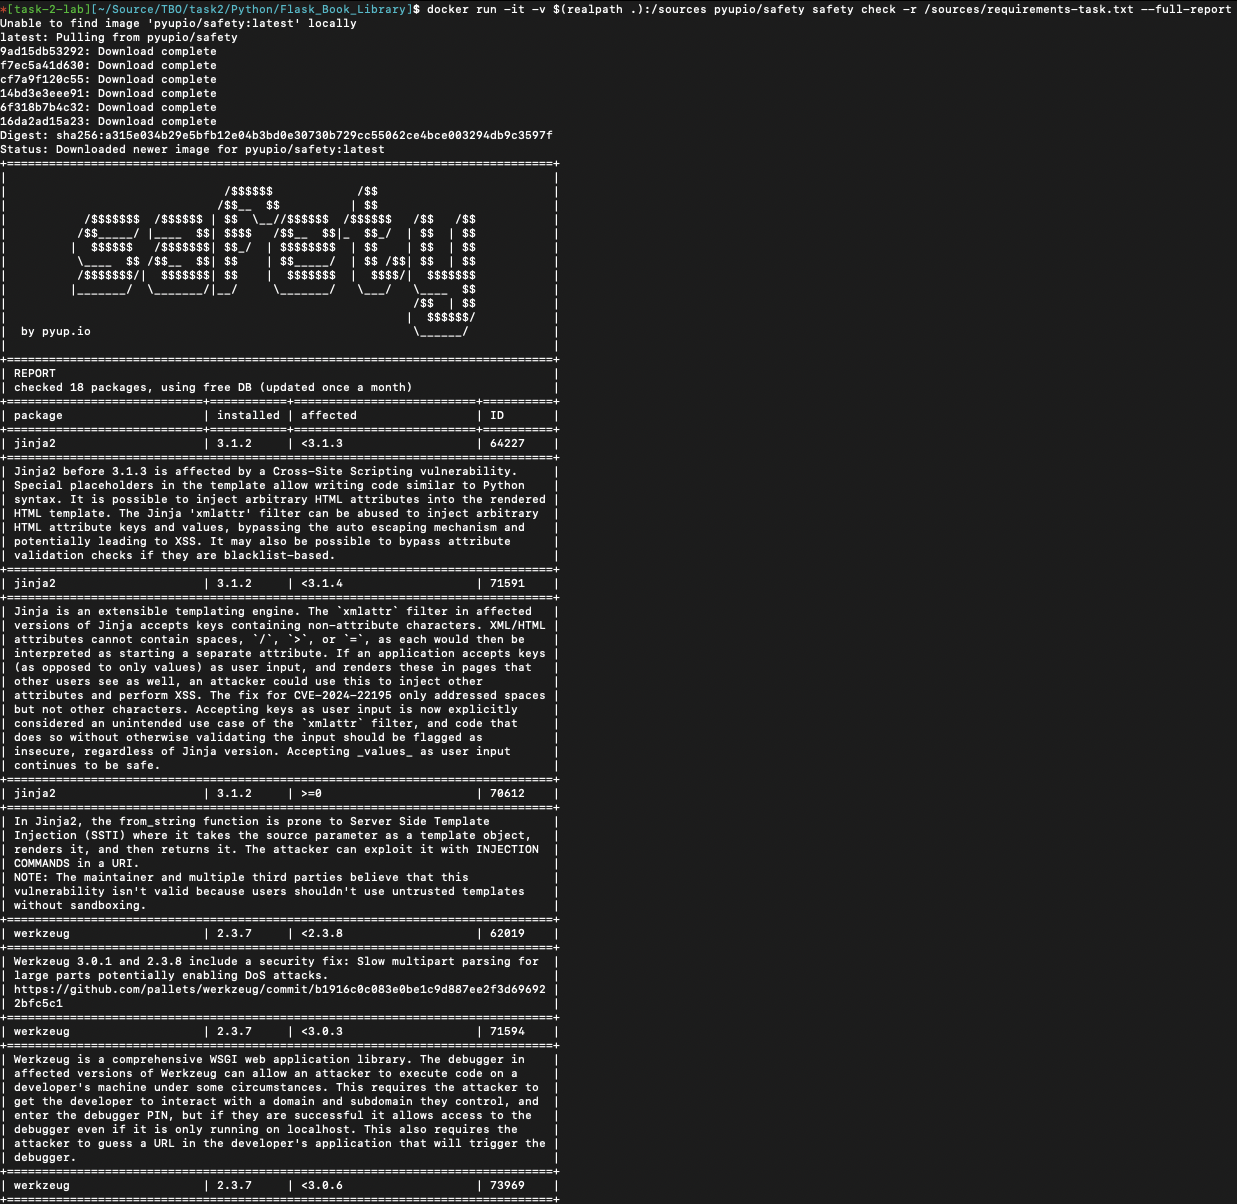 *[task-2-lab][~/Source/TBO/task2/Python/Flask_Book_Library]$ docker run -it -v $(realpath .):/sources pyupio/safety safety check -r /sources/requirements-task.txt --full-report
Unable to find image 'pyupio/safety:latest' locally
latest: Pulling from pyupio/safety
9ad15db53292: Download complete
f7ec5a41d630: Download complete
cf7a9f120c55: Download complete
14bd3e3eee91: Download complete
6f318b7b4c32: Download complete
16da2ad15a23: Download complete
Digest: sha256:a315e034b29e5bfb12e04b3bd0e30730b729cc55062ce4bce003294db9c3597f
Status: Downloaded newer image for pyupio/safety:latest
+==============================================================================+
|                                                                              |
|                               /$$$$$$            /$$                         |
|                              /$$__  $$          | $$                         |
|           /$$$$$$$  /$$$$$$ | $$  \__//$$$$$$  /$$$$$$   /$$   /$$           |
|          /$$_____/ |____  $$| $$$$   /$$__  $$|_  $$_/  | $$  | $$           |
|         |  $$$$$$   /$$$$$$$| $$_/  | $$$$$$$$  | $$    | $$  | $$           |
|          \____  $$ /$$__  $$| $$    | $$_____/  | $$ /$$| $$  | $$           |
|          /$$$$$$$/|  $$$$$$$| $$    |  $$$$$$$  |  $$$$/|  $$$$$$$           |
|         |_______/  \_______/|__/     \_______/   \___/   \____  $$           |
|                                                          /$$  | $$           |
|                                                         |  $$$$$$/           |
|  by pyup.io                                              \______/            |
|                                                                              |
+==============================================================================+
| REPORT                                                                       |
| checked 18 packages, using free DB (updated once a month)                    |
+============================+===========+==========================+==========+
| package                    | installed | affected                 | ID       |
+============================+===========+==========================+==========+
| jinja2                     | 3.1.2     | <3.1.3                   | 64227    |
+==============================================================================+
| Jinja2 before 3.1.3 is affected by a Cross-Site Scripting vulnerability.     |
| Special placeholders in the template allow writing code similar to Python    |
| syntax. It is possible to inject arbitrary HTML attributes into the rendered |
| HTML template. The Jinja 'xmlattr' filter can be abused to inject arbitrary  |
| HTML attribute keys and values, bypassing the auto escaping mechanism and    |
| potentially leading to XSS. It may also be possible to bypass attribute      |
| validation checks if they are blacklist-based.                               |
+==============================================================================+
| jinja2                     | 3.1.2     | <3.1.4                   | 71591    |
+==============================================================================+
| Jinja is an extensible templating engine. The `xmlattr` filter in affected   |
| versions of Jinja accepts keys containing non-attribute characters. XML/HTML |
| attributes cannot contain spaces, `/`, `>`, or `=`, as each would then be    |
| interpreted as starting a separate attribute. If an application accepts keys |
| (as opposed to only values) as user input, and renders these in pages that   |
| other users see as well, an attacker could use this to inject other          |
| attributes and perform XSS. The fix for CVE-2024-22195 only addressed spaces |
| but not other characters. Accepting keys as user input is now explicitly     |
| considered an unintended use case of the `xmlattr` filter, and code that     |
| does so without otherwise validating the input should be flagged as          |
| insecure, regardless of Jinja version. Accepting _values_ as user input      |
| continues to be safe.                                                        |
+==============================================================================+
| jinja2                     | 3.1.2     | >=0                      | 70612    |
+==============================================================================+
| In Jinja2, the from_string function is prone to Server Side Template         |
| Injection (SSTI) where it takes the source parameter as a template object,   |
| renders it, and then returns it. The attacker can exploit it with INJECTION  |
| COMMANDS in a URI.                                                           |
| NOTE: The maintainer and multiple third parties believe that this            |
| vulnerability isn't valid because users shouldn't use untrusted templates    |
| without sandboxing.                                                          |
+==============================================================================+
| werkzeug                   | 2.3.7     | <2.3.8                   | 62019    |
+==============================================================================+
| Werkzeug 3.0.1 and 2.3.8 include a security fix: Slow multipart parsing for  |
| large parts potentially enabling DoS attacks.                                |
| https://github.com/pallets/werkzeug/commit/b1916c0c083e0be1c9d887ee2f3d69692 |
| 2bfc5c1                                                                      |
+==============================================================================+
| werkzeug                   | 2.3.7     | <3.0.3                   | 71594    |
+==============================================================================+
| Werkzeug is a comprehensive WSGI web application library. The debugger in    |
| affected versions of Werkzeug can allow an attacker to execute code on a     |
| developer's machine under some circumstances. This requires the attacker to  |
| get the developer to interact with a domain and subdomain they control, and  |
| enter the debugger PIN, but if they are successful it allows access to the   |
| debugger even if it is only running on localhost. This also requires the     |
| attacker to guess a URL in the developer's application that will trigger the |
| debugger.                                                                    |
+==============================================================================+
| werkzeug                   | 2.3.7     | <3.0.6                   | 73969    |
+==============================================================================+